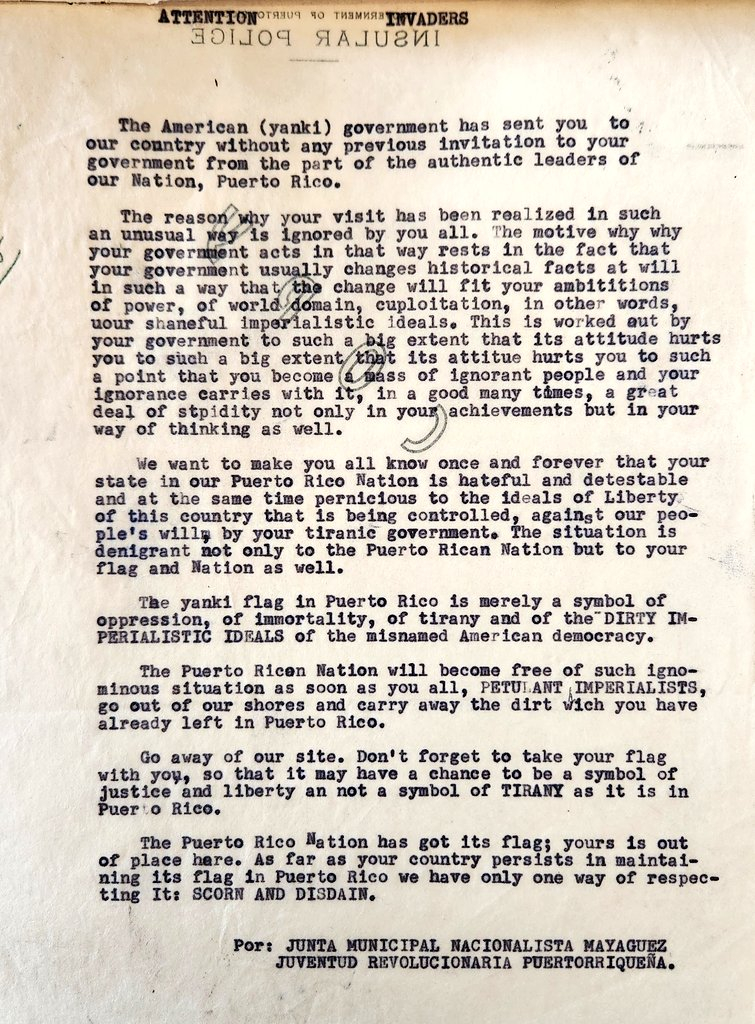 ATTENTION INVADERS
GOVERNMENT OF PUERTO
INSULAR POLICE
The American (yanki) government has sent you to
our country without any previous invitation to your
government from the part of the authentic leaders of
our Nation, Puerto Rico.
The reason why your visit has been realized in such
an unusual way is ignored by you all. The motive why why
your government acts in that way rests in the fact that
your government usually changes historical facts at will
in such a way that the change will fit your ambititions
of power, of world domain, cuploitation, in other words,
uour shaneful imperialistic ideals. This is worked out by
your government to such a big extent that its attitude hurts
you to such a big extent that its attitue hurts you to such
a point that you become a mass of ignorant people and your
ignorance carries with it, in a good many times, a great
deal of stpidity not only in your achievements but in your
way of thinking as well.
We want to make you all know once and forever that your
state in our Puerto Rico Nation is hateful and detestable
and at the same time pernicious to the ideals of Liberty
of this country that is being controlled, against our peo-
ple's will, by your tiranic government. The situation is
denigrant not only to the Puerto Rican Nation but to your
flag and Nation as well.
The yanki flag in Puerto Rico is merely a symbol of
oppression, of immortality, of tirany and of the DIRTY IM-
PERIALISTIC IDEALS of the misnamed American democracy.
The Puerto Ricen Nation will become free of such igno-
minous situation as soon as you all, PETULANT IMPERIALISTS,
go out of our shores and carry away the dirt wich you have
already left in Puerto Rico.
Go away of our site. Don't forget to take your flag
with you, so that it may have a chance to be a symbol of
justice and liberty an not a symbol of TIRANY as it is in
Puerto Rico.
The Puerto Rico Nation has got its flag; yours is out
of place here. As far as your country persists in maintai-
ning its flag in Puerto Rico we have only one way of respec-
ting It: SCORN AND DISDAIN.
Por: JUNTA MUNICIPAL NACIONALISTA MAYAGUEZ
JUVENTUD REVOLUCIONARIA PUERTORRIQUEÑA.